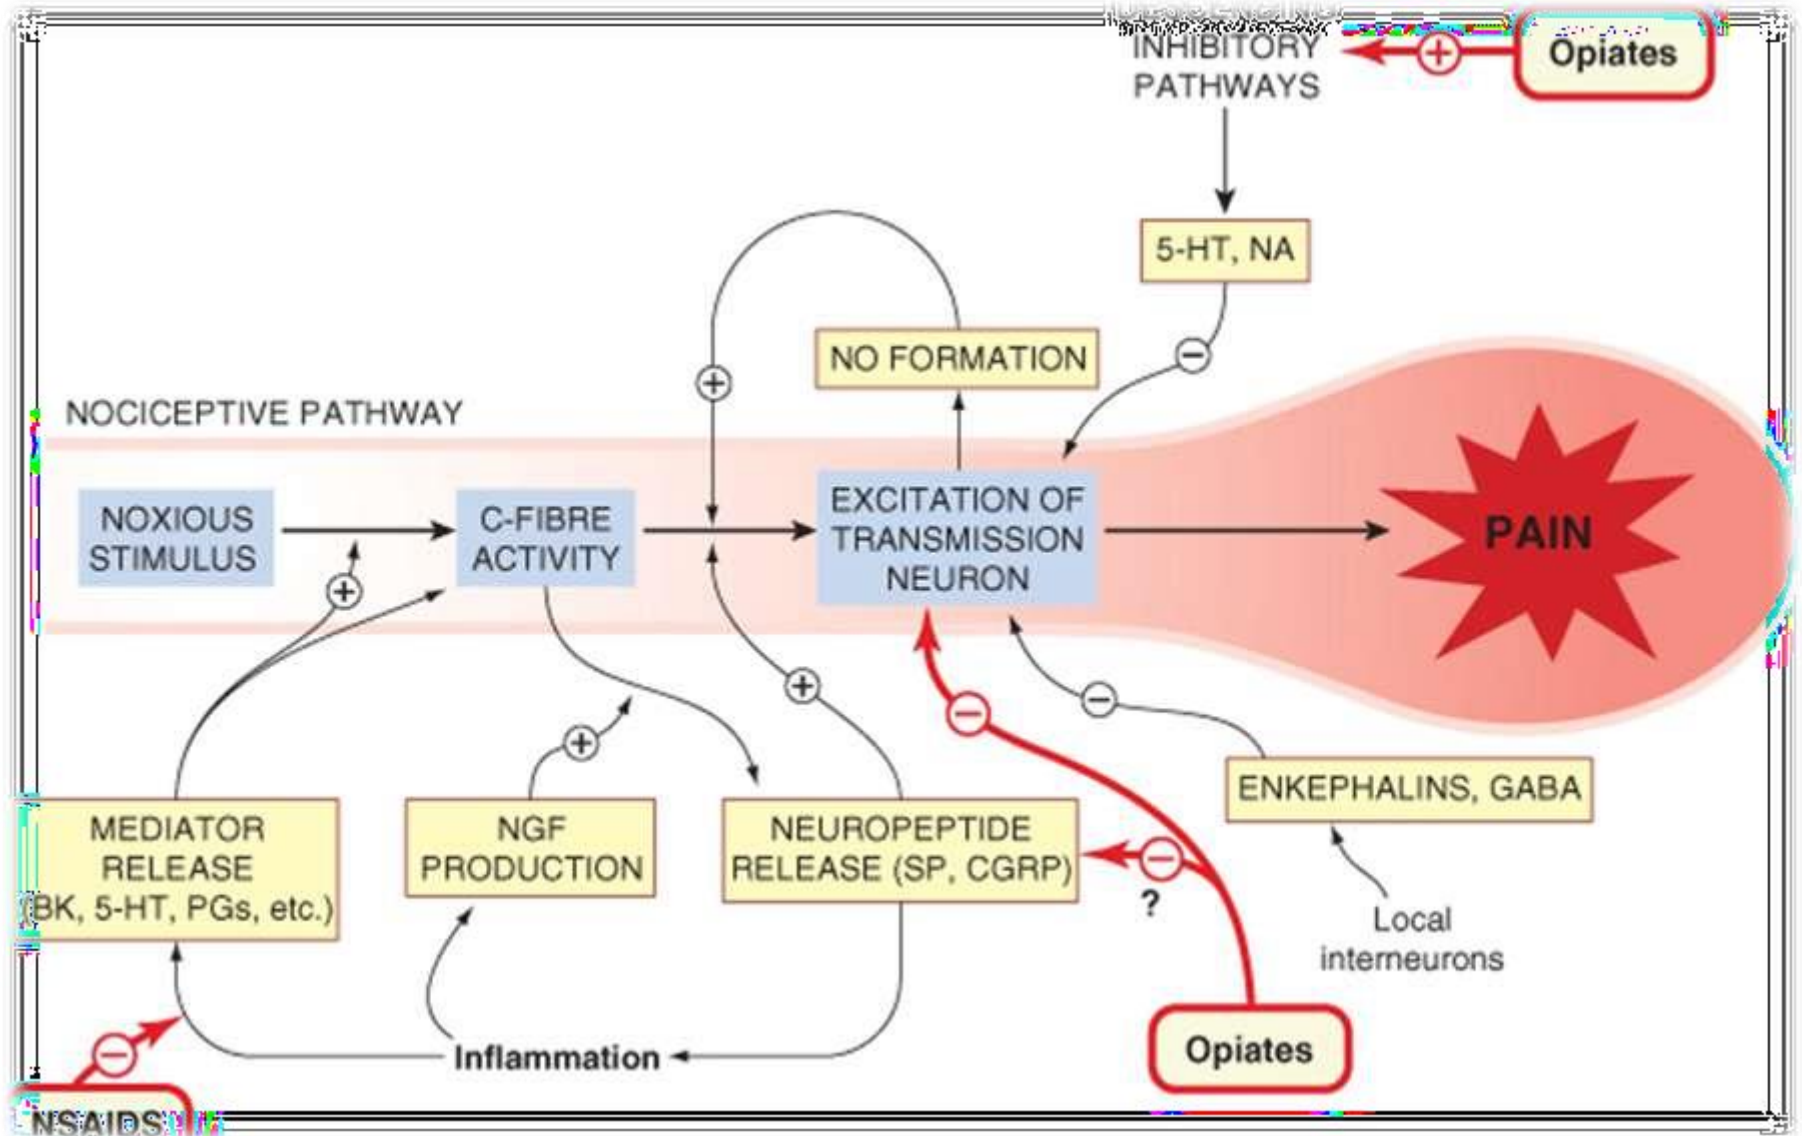 INHIBITORY
PATHWAYS
Opiates
5-HT, NA
NO FORMATION
NOCICEPTIVE PATHWAY
NOXIOUS
STIMULUS
C-FIBRE
ACTIVITY
EXCITATION OF
TRANSMISSION
NEURON
PAIN
MEDIATOR
RELEASE
(BK, 5-HT, PGs, etc.)
NGF
PRODUCTION
NEUROPEPTIDE
RELEASE (SP, CGRP)
?
ENKEPHALINS, GABA
Local
interneurons
Inflammation
Opiates
NSAIDS